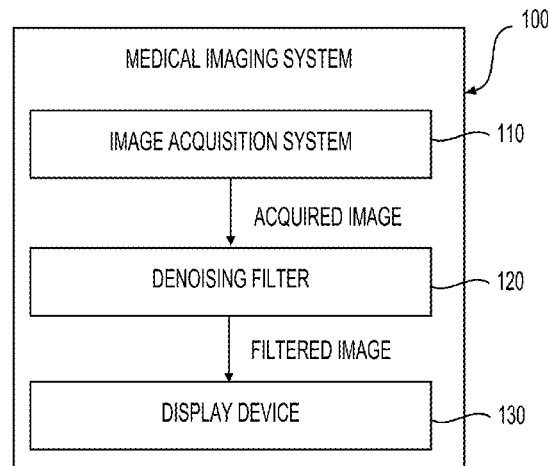 100
MEDICAL IMAGING SYSTEM
IMAGE ACQUISITION SYSTEM
110
ACQUIRED IMAGE
DENOISING FILTER
120
FILTERED IMAGE
DISPLAY DEVICE
130